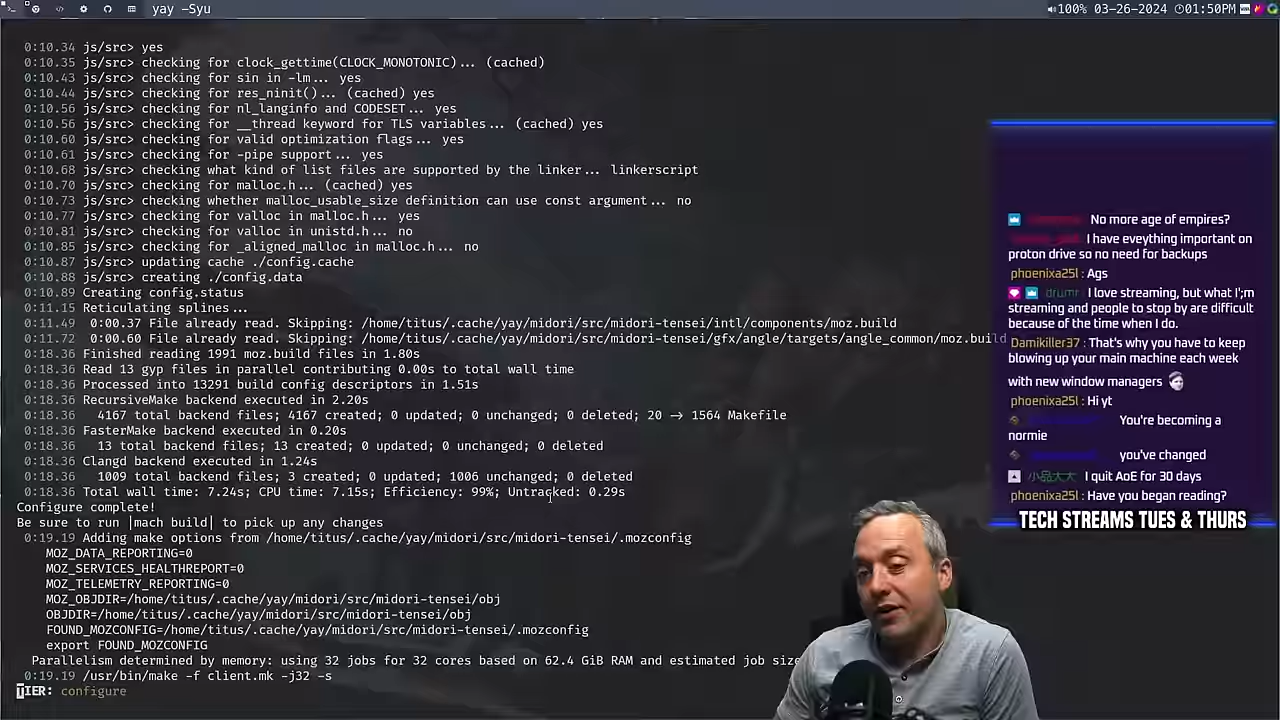 yay -Syu
100% 03-26-2024 01:50PM
0:10.34 js/src> yes
0:10.35 js/src> checking for clock_gettime(CLOCK_MONOTONIC)... (cached)
0:10.43 js/src> checking for sin in -lm... yes
0:10.44 js/src> checking for res_ninit()... (cached) yes
0:10.56 js/src> checking for nl_langinfo and CODESET... yes
0:10.56 js/src> checking for __thread keyword for TLS variables... (cached) yes
0:10.60 js/src> checking for valid optimization flags... yes
0:10.61 js/src> checking for -pipe support... yes
0:10.68 js/src> checking what kind of list files are supported by the linker... linkerscript
0:10.70 js/src> checking for malloc.h... (cached) yes
0:10.73 js/src> checking whether malloc_usable_size definition can use const argument... no
0:10.77 js/src> checking for valloc in malloc.h... yes
0:10.81 js/src> checking for valloc in unistd.h... no
0:10.85 js/src> checking for _aligned_malloc in malloc.h... no
0:10.87 js/src> updating cache ./config.cache
0:10.88 js/src> creating ./config.data
0:10.89 Creating config.status
0:11.15 Reticulating splines...
0:11.49  0:00.37 File already read. Skipping: /home/titus/.cache/yay/midori/src/midori-tensei/intl/components/moz.build
0:11.72  0:00.60 File already read. Skipping: /home/titus/.cache/yay/midori/src/midori-tensei/gfx/angle/targets/angle_common/moz.build
0:18.36 Finished reading 1991 moz.build files in 1.80s
0:18.36 Read 13 gyp files in parallel contributing 0.00s to total wall time
0:18.36 Processed into 13291 build config descriptors in 1.51s
0:18.36 RecursiveMake backend executed in 2.20s
0:18.36   4167 total backend files; 4167 created; 0 updated; 0 unchanged; 0 deleted; 20 -> 1564 Makefile
0:18.36 FasterMake backend executed in 0.20s
0:18.36   13 total backend files; 13 created; 0 updated; 0 unchanged; 0 deleted
0:18.36 Clangd backend executed in 1.24s
0:18.36   1009 total backend files; 3 created; 0 updated; 1006 unchanged; 0 deleted
0:18.36 Total wall time: 7.24s; CPU time: 7.15s; Efficiency: 99%; Untracked: 0.29s
Configure complete!
Be sure to run |mach build| to pick up any changes
0:19.19 Adding make options from /home/titus/.cache/yay/midori/src/midori-tensei/.mozconfig
MOZ_DATA_REPORTING=0
MOZ_SERVICES_HEALTHREPORT=0
MOZ_TELEMETRY_REPORTING=0
MOZ_OBJDIR=/home/titus/.cache/yay/midori/src/midori-tensei/obj
OBJDIR=/home/titus/.cache/yay/midori/src/midori-tensei/obj
FOUND_MOZCONFIG=/home/titus/.cache/yay/midori/src/midori-tensei/.mozconfig
export FOUND_MOZCONFIG
Parallelism determined by memory: using 32 jobs for 32 cores based on 62.4 GiB RAM and estimated job size
0:19.19 /usr/bin/make -f client.mk -j32 -s
TIER: configure
No more age of empires?
I have eveything important on
proton drive so no need for backups
phoenixa25l : Ags
drumr I love streaming, but what I';m
streaming and people to stop by are difficult
because of the time when I do.
Damikiller37 : That's why you have to keep
blowing up your main machine each week
with new window managers
phoenixa25l : Hi yt
You're becoming a
normie
you've changed
小品大大 : I quit AoE for 30 days
phoenixa25l : Have you began reading?
TECH STREAMS TUES & THURS